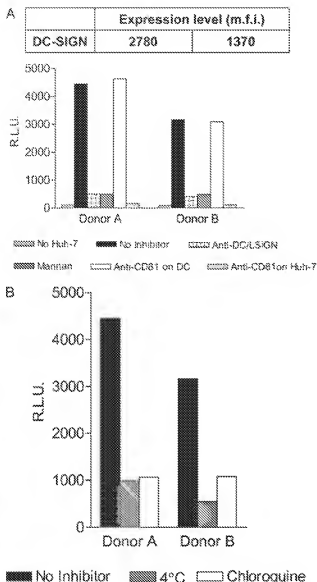 A
Expression level (m.f.i.)
DC-SIGN 2780 1370
5000
4000
3000
2000
1000
0
R.L.U.
Donor A Donor B
No Huh-7 No Inhibitor Anti-DC/LSIGN
Mannan Anti-CD81 on DC Anti-CD81on Huh-7
B
5000
4000
3000
2000
1000
0
R.L.U.
Donor A Donor B
No Inhibitor 4°C Chloroquine